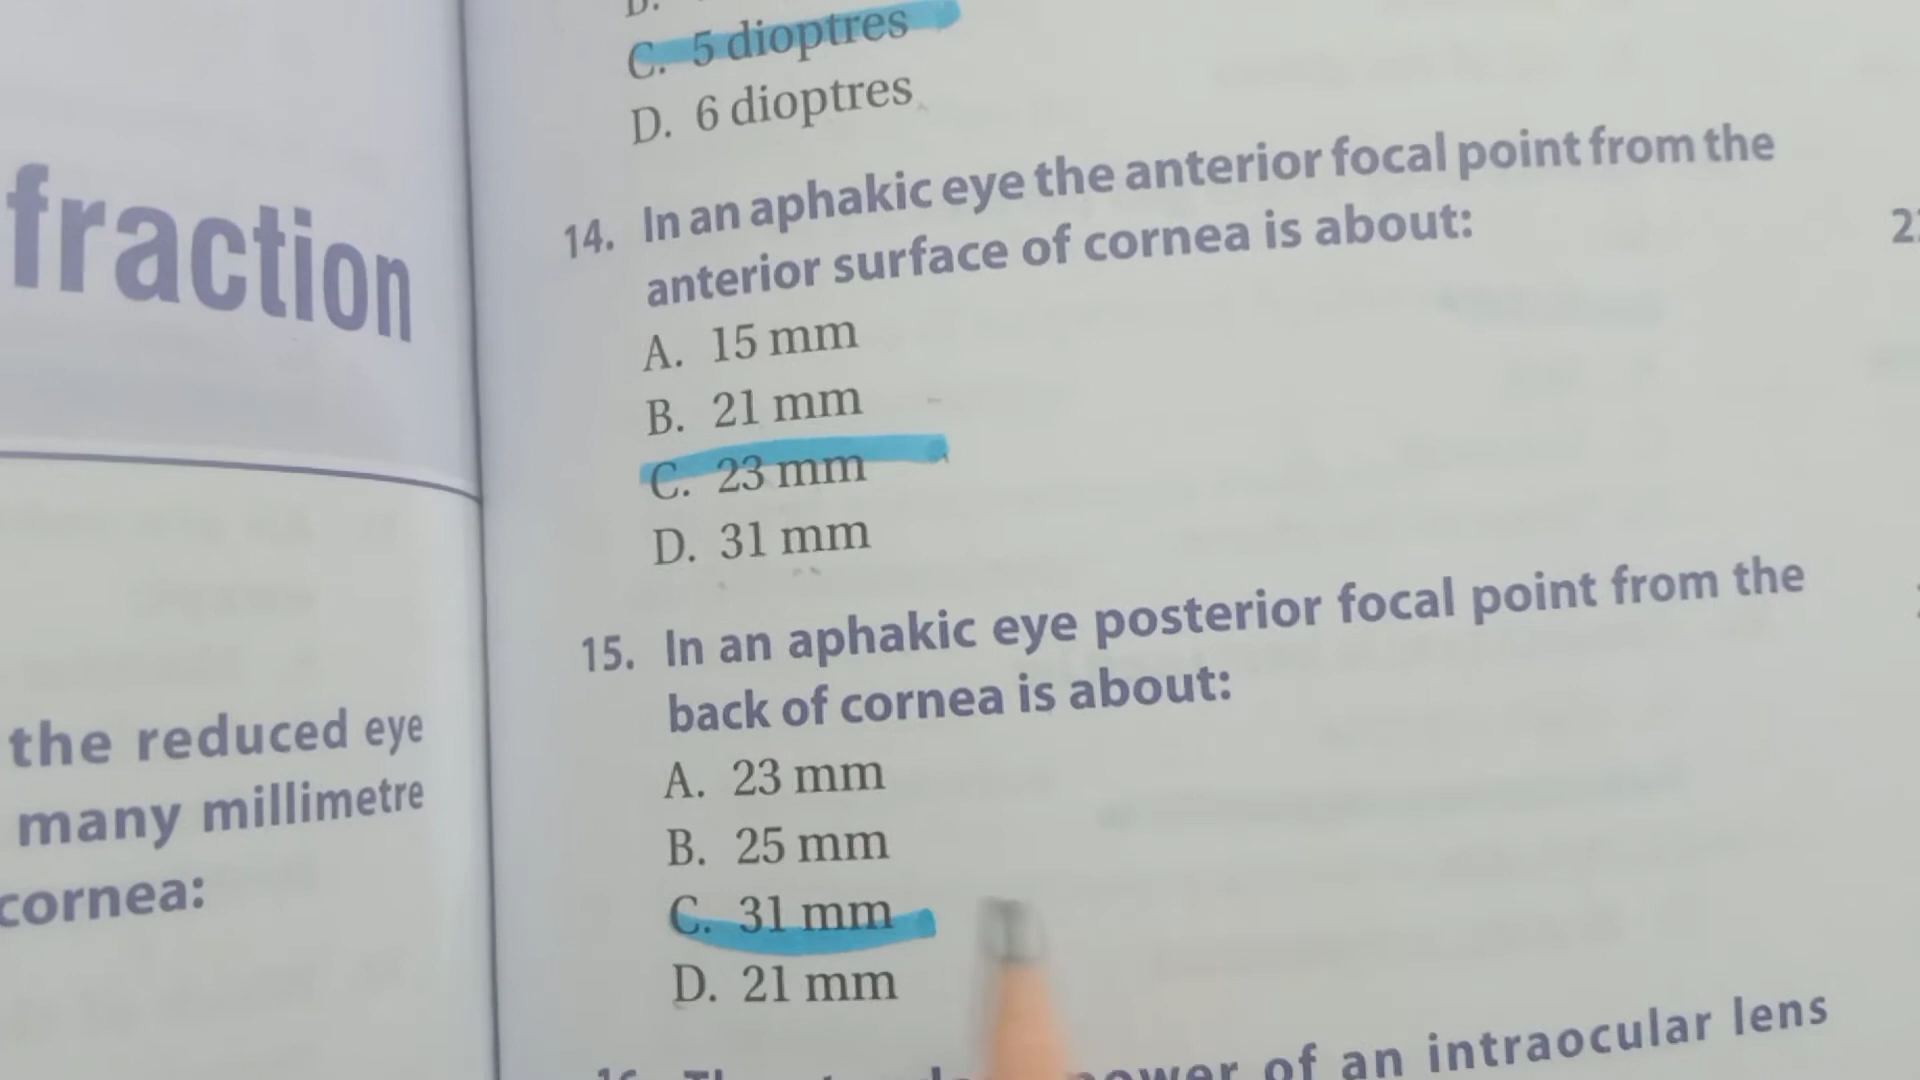 fraction
the reduced eye
many millimetre
cornea:
C. 5 dioptres
D. 6 dioptres
14. In an aphakic eye the anterior focal point from the
anterior surface of cornea is about:
A. 15 mm
B. 21 mm
C. 23 mm
D. 31 mm
15. In an aphakic eye posterior focal point from the
back of cornea is about:
A. 23 mm
B. 25 mm
C. 31 mm
D. 21 mm
power of an intraocular lens